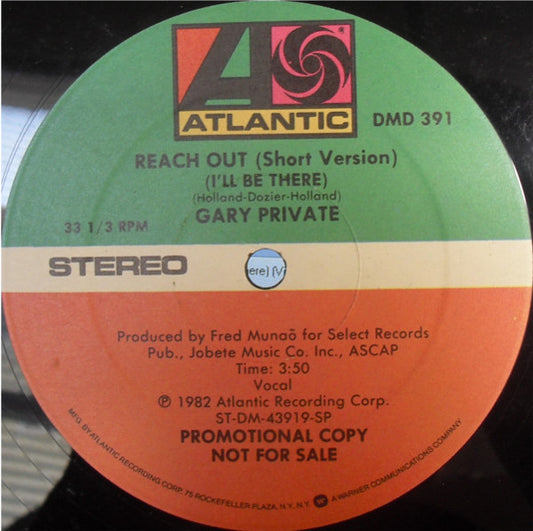 ATLANTIC
DMD 391
REACH OUT (Short Version)
(I'LL BE THERE)
(Holland-Dozier-Holland)
GARY PRIVATE
33 1/3 RPM
STEREO
ere) (V
Produced by Fred Munaõ for Select Records
Pub., Jobete Music Co. Inc., ASCAP
Time: 3:50
Vocal
℗ 1982 Atlantic Recording Corp.
ST-DM-43919-SP
PROMOTIONAL COPY
NOT FOR SALE
MFG. BY ATLANTIC RECORDING CORP. 75 ROCKEFELLER PLAZA, N.Y. N.Y. A WARNER COMMUNICATIONS COMPANY